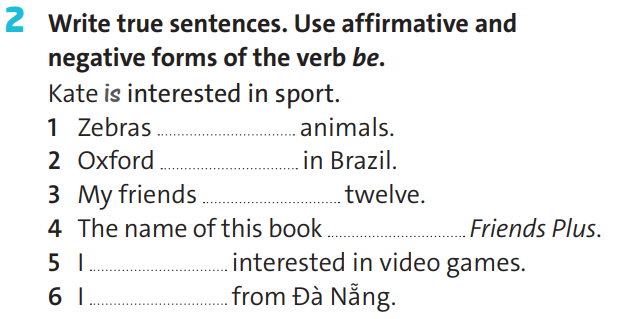 2 Write true sentences. Use affirmative and
negative forms of the verb be.
Kate is interested in sport.
1 Zebras .............................. animals.
2 Oxford .............................. in Brazil.
3 My friends .............................. twelve.
4 The name of this book .............................. Friends Plus.
5 I .............................. interested in video games.
6 I .............................. from Đà Nẵng.